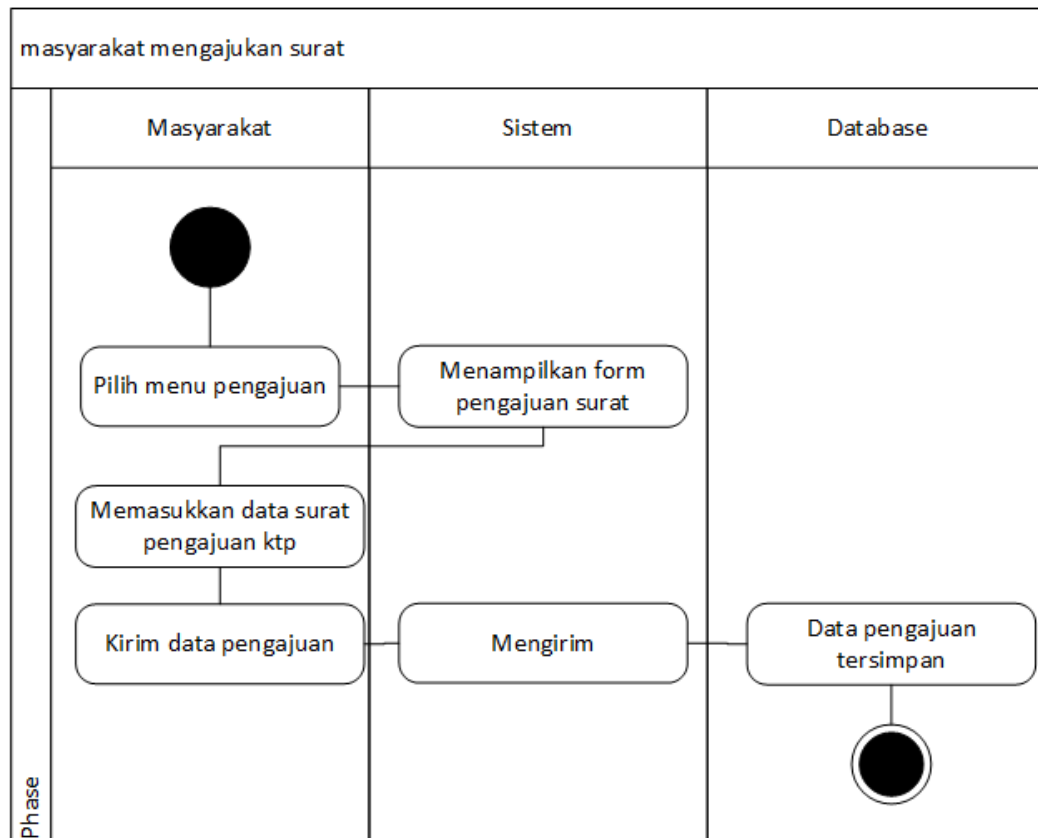 masyarakat mengajukan surat
Masyarakat
Sistem
Database
Pilih menu pengajuan
Menampilkan form
pengajuan surat
Memasukkan data surat
pengajuan ktp
Kirim data pengajuan
Mengirim
Data pengajuan
tersimpan
Phase